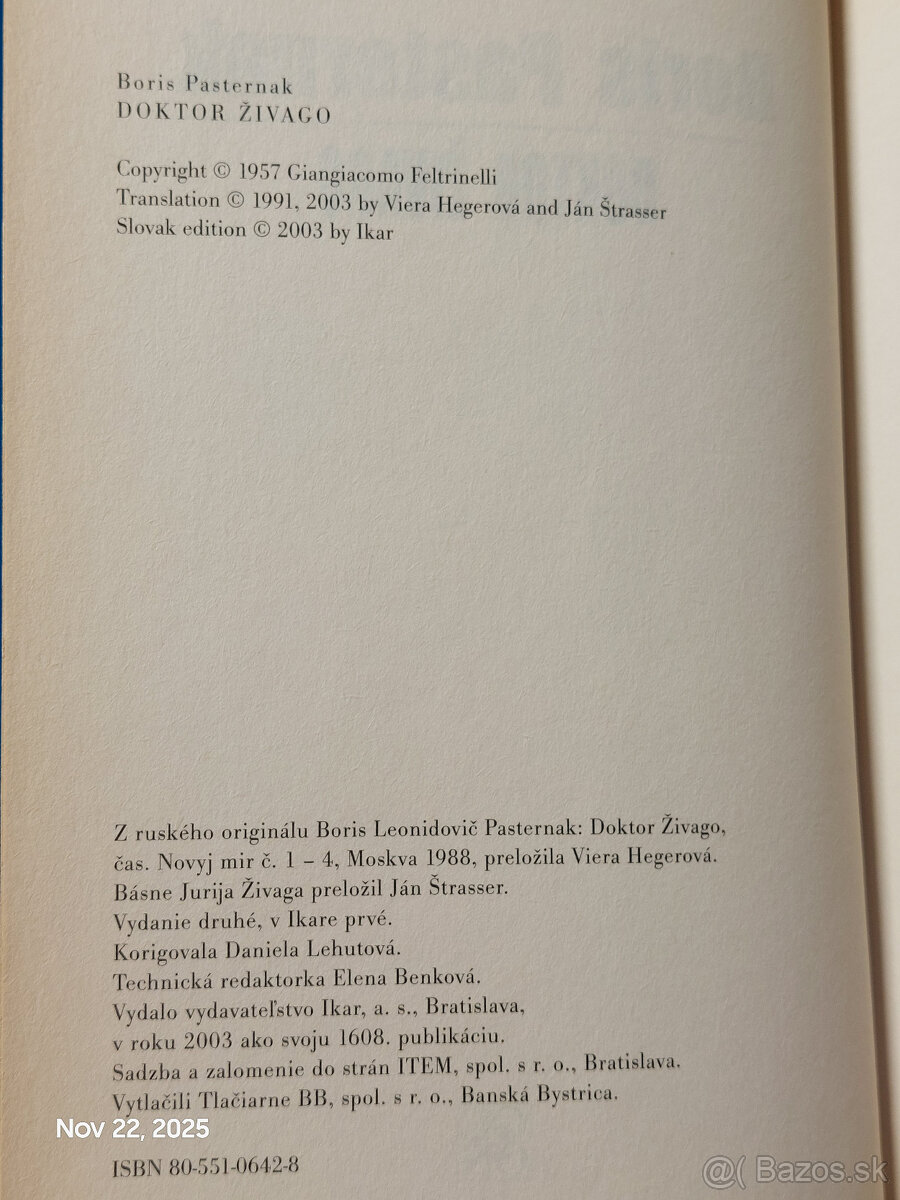 Boris Pasternak
DOKTOR ŽIVAGO
Copyright © 1957 Giangiacomo Feltrinelli
Translation © 1991, 2003 by Viera Hegerová and Ján Štrasser
Slovak edition © 2003 by Ikar
Z ruského originálu Boris Leonidovič Pasternak: Doktor Živago,
čas. Novyj mir č. 1 – 4, Moskva 1988, preložila Viera Hegerová.
Básne Jurija Živaga preložil Ján Štrasser.
Vydanie druhé, v Ikare prvé.
Korigovala Daniela Lehutová.
Technická redaktorka Elena Benková.
Vydalo vydavateľstvo Ikar, a. s., Bratislava,
v roku 2003 ako svoju 1608. publikáciu.
Sadzba a zalomenie do strán ITEM, spol. s r. o., Bratislava.
Vytlačili Tlačiarne BB, spol. s r. o., Banská Bystrica.
Nov 22, 2025
ISBN 80-551-0642-8
@( Bazos.sk